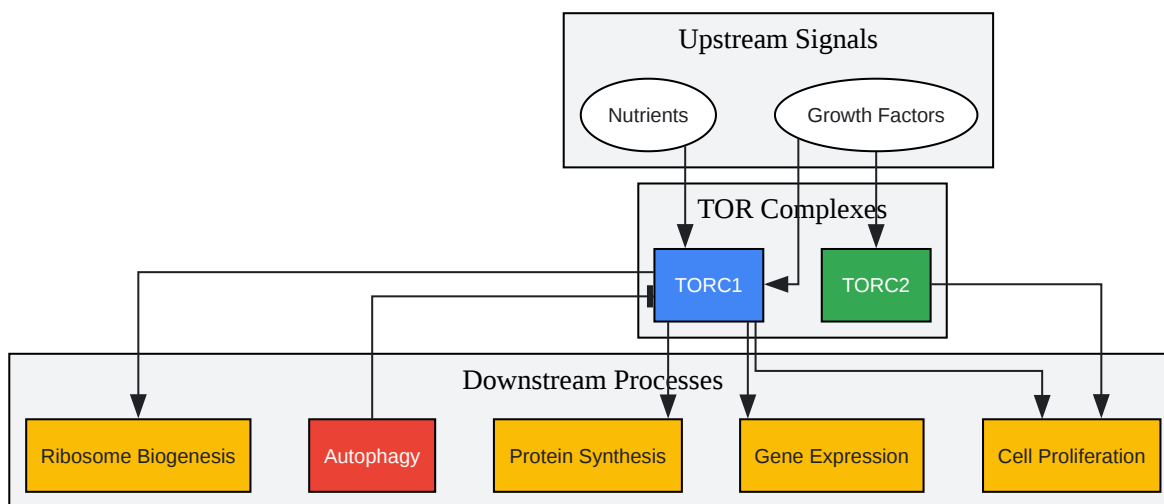 Upstream Signals
Nutrients
Growth Factors
TOR Complexes
TORC1
TORC2
Downstream Processes
Ribosome Biogenesis
Autophagy
Protein Synthesis
Gene Expression
Cell Proliferation